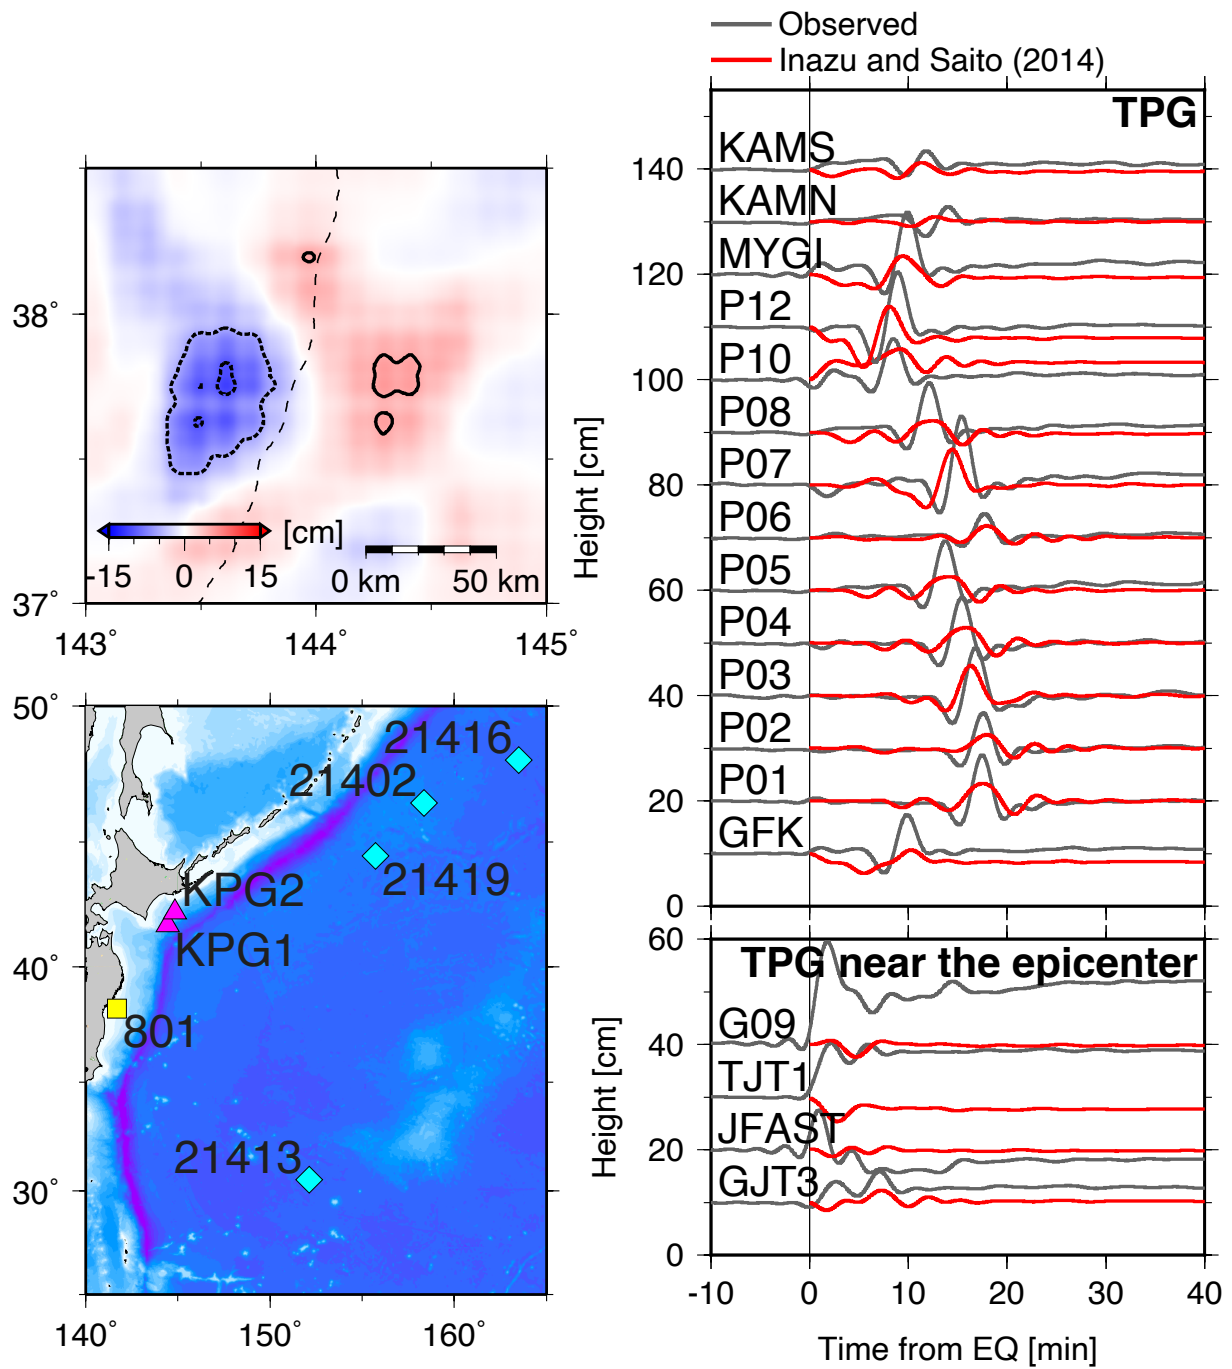 Observed
Inazu and Saito (2014)
38˚
37˚
143˚
144˚
145˚
[cm]
-15
0
15
0 km
50 km
50˚
40˚
30˚
140˚
150˚
160˚
21416
21402
21419
KPG2
KPG1
801
21413
TPG
KAMS
KAMN
MYGI
P12
P10
P08
P07
P06
P05
P04
P03
P02
P01
GFK
140
120
100
80
60
40
20
0
Height [cm]
TPG near the epicenter
G09
TJT1
JFAST
GJT3
60
40
20
0
Height [cm]
-10
0
10
20
30
40
Time from EQ [min]